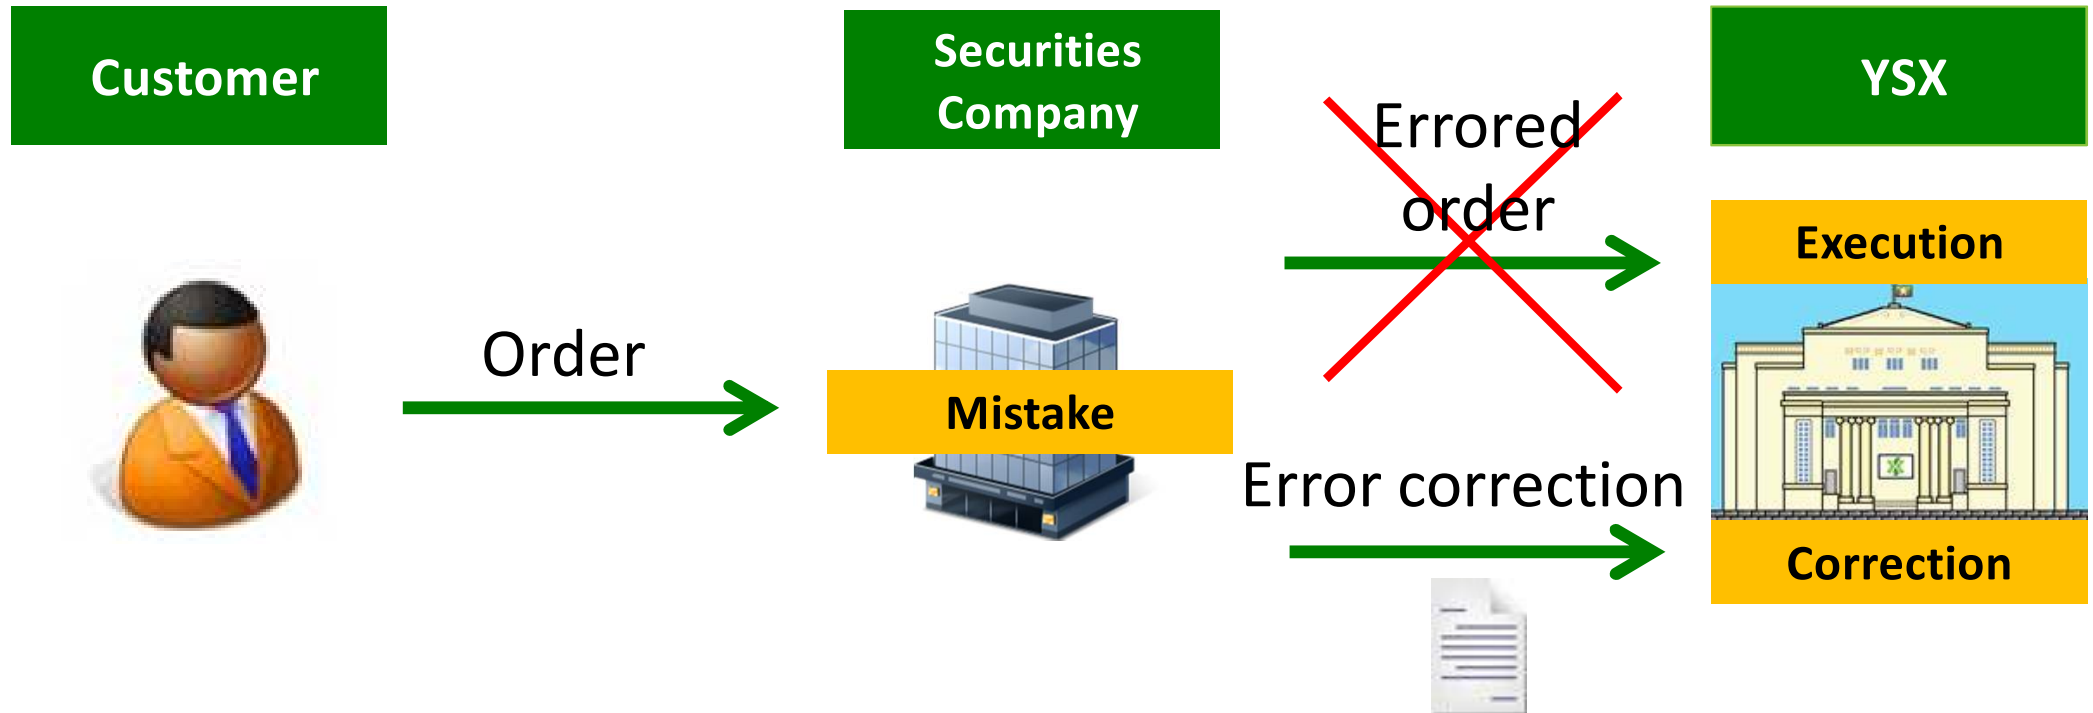 Customer
Securities
Company
YSX
Errored
order
Execution
Order
Mistake
Error correction
Correction